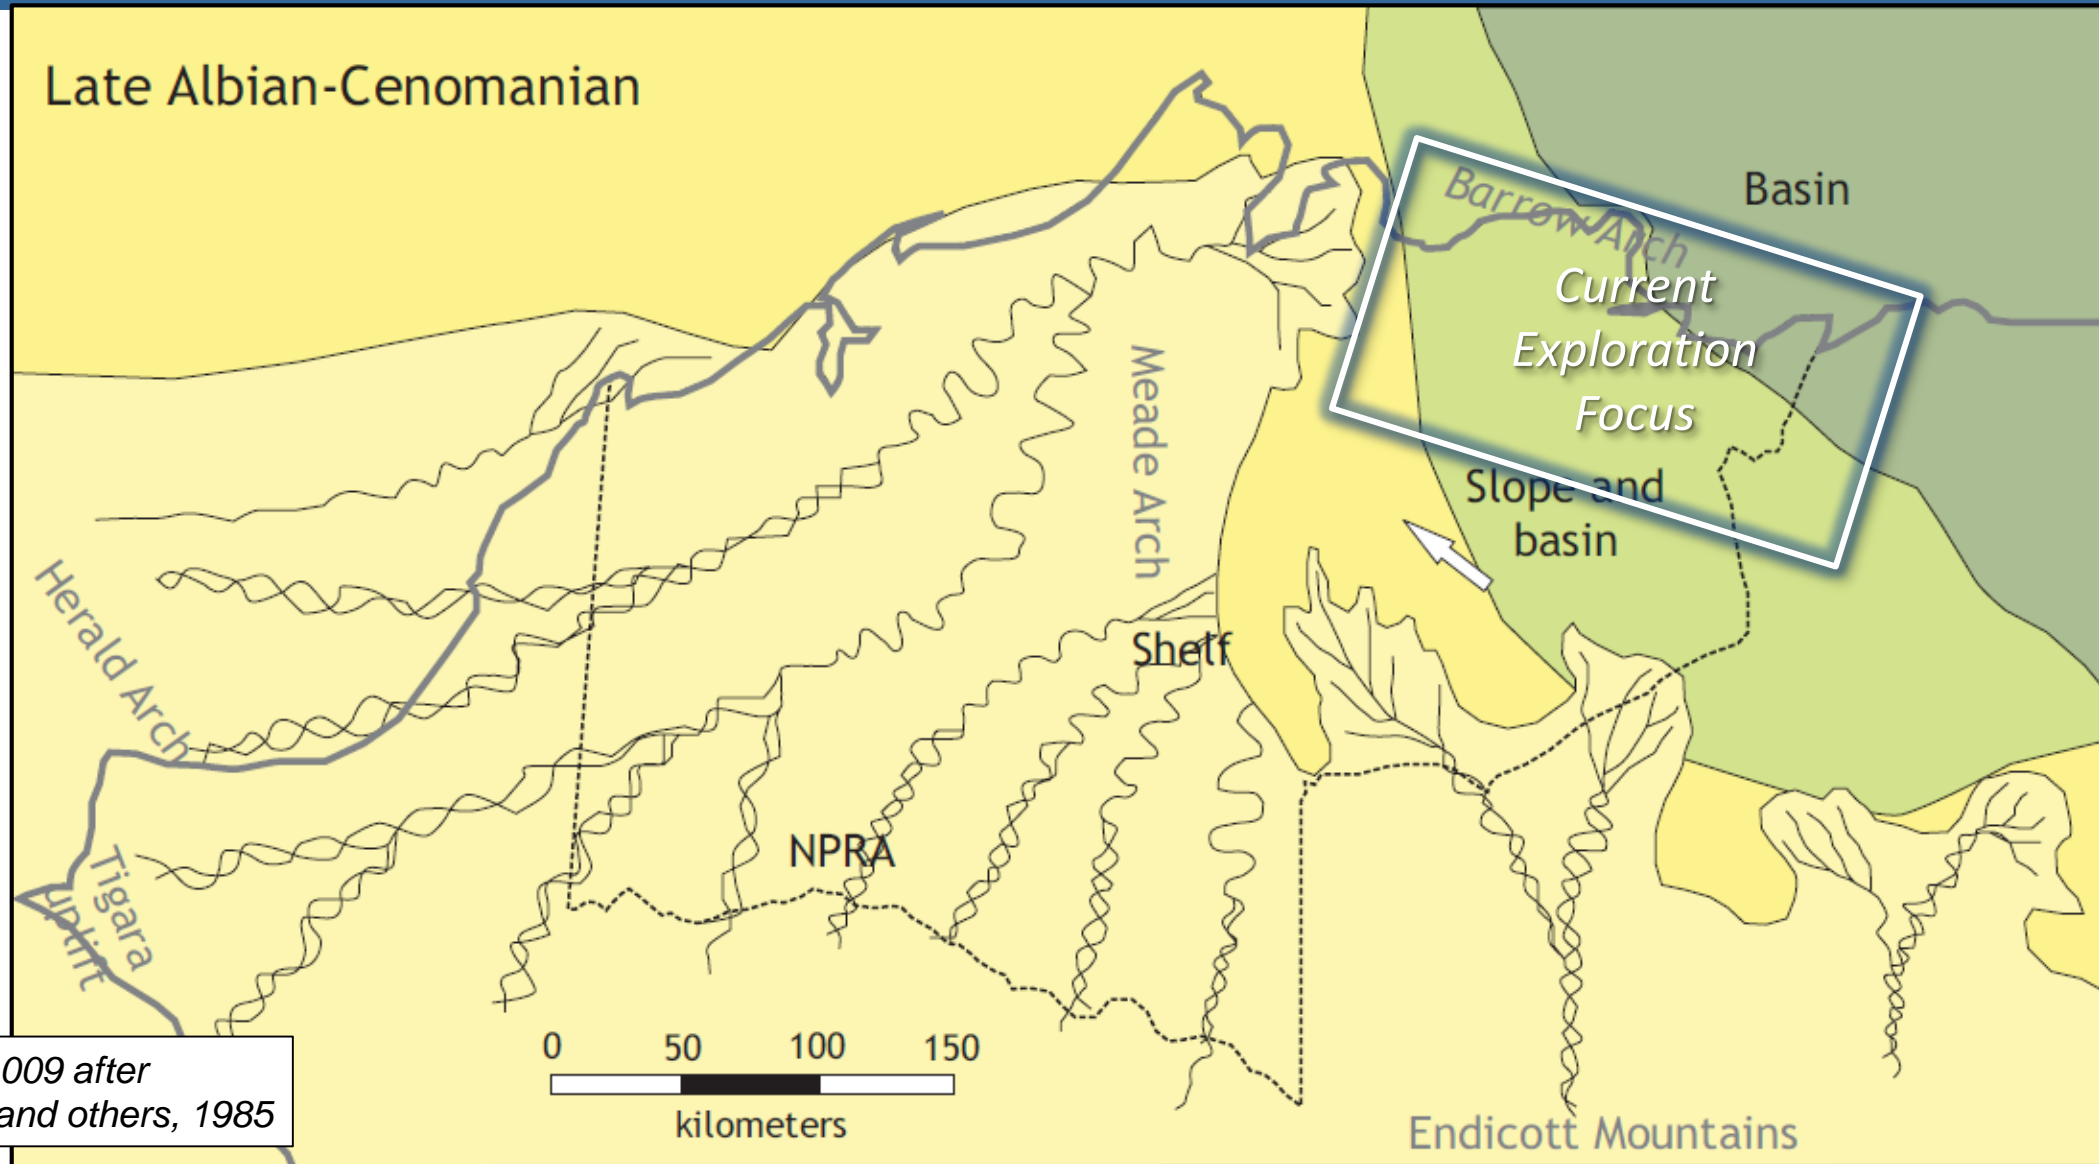 Late Albian-Cenomanian
Barrow Arch
Basin
Current
Exploration
Focus
Meade Arch
Slope and
basin
Herald Arch
Shelf
NPRA
Tigara
uplift
0 50 100 150
kilometers
009 after
and others, 1985
Endicott Mountains